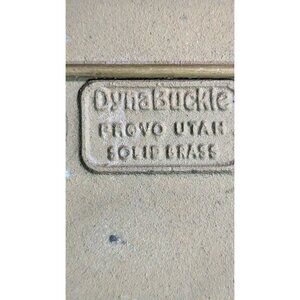 DynaBuckle
PROVO UTAH
SOLID BRASS